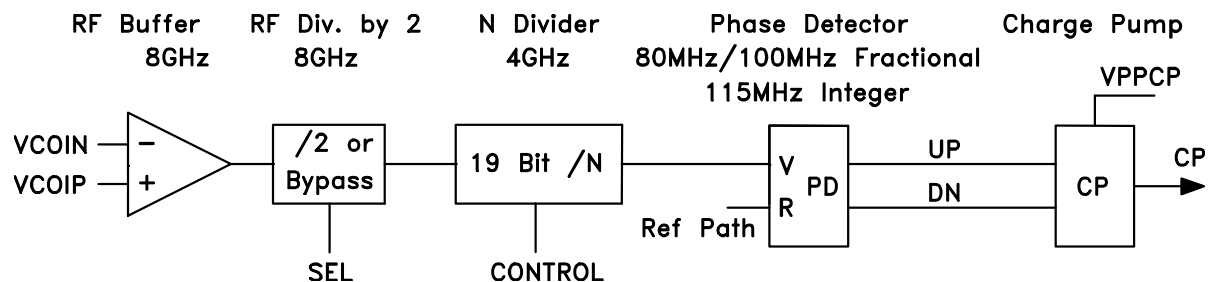 RF Buffer
8GHz
RF Div. by 2
8GHz
N Divider
4GHz
Phase Detector
80MHz/100MHz Fractional
115MHz Integer
Charge Pump
VPPCP
VCOIN
VCOIP
−
+
/2 or
Bypass
SEL
19 Bit /N
CONTROL
V
R
PD
Ref Path
UP
DN
CP
CP